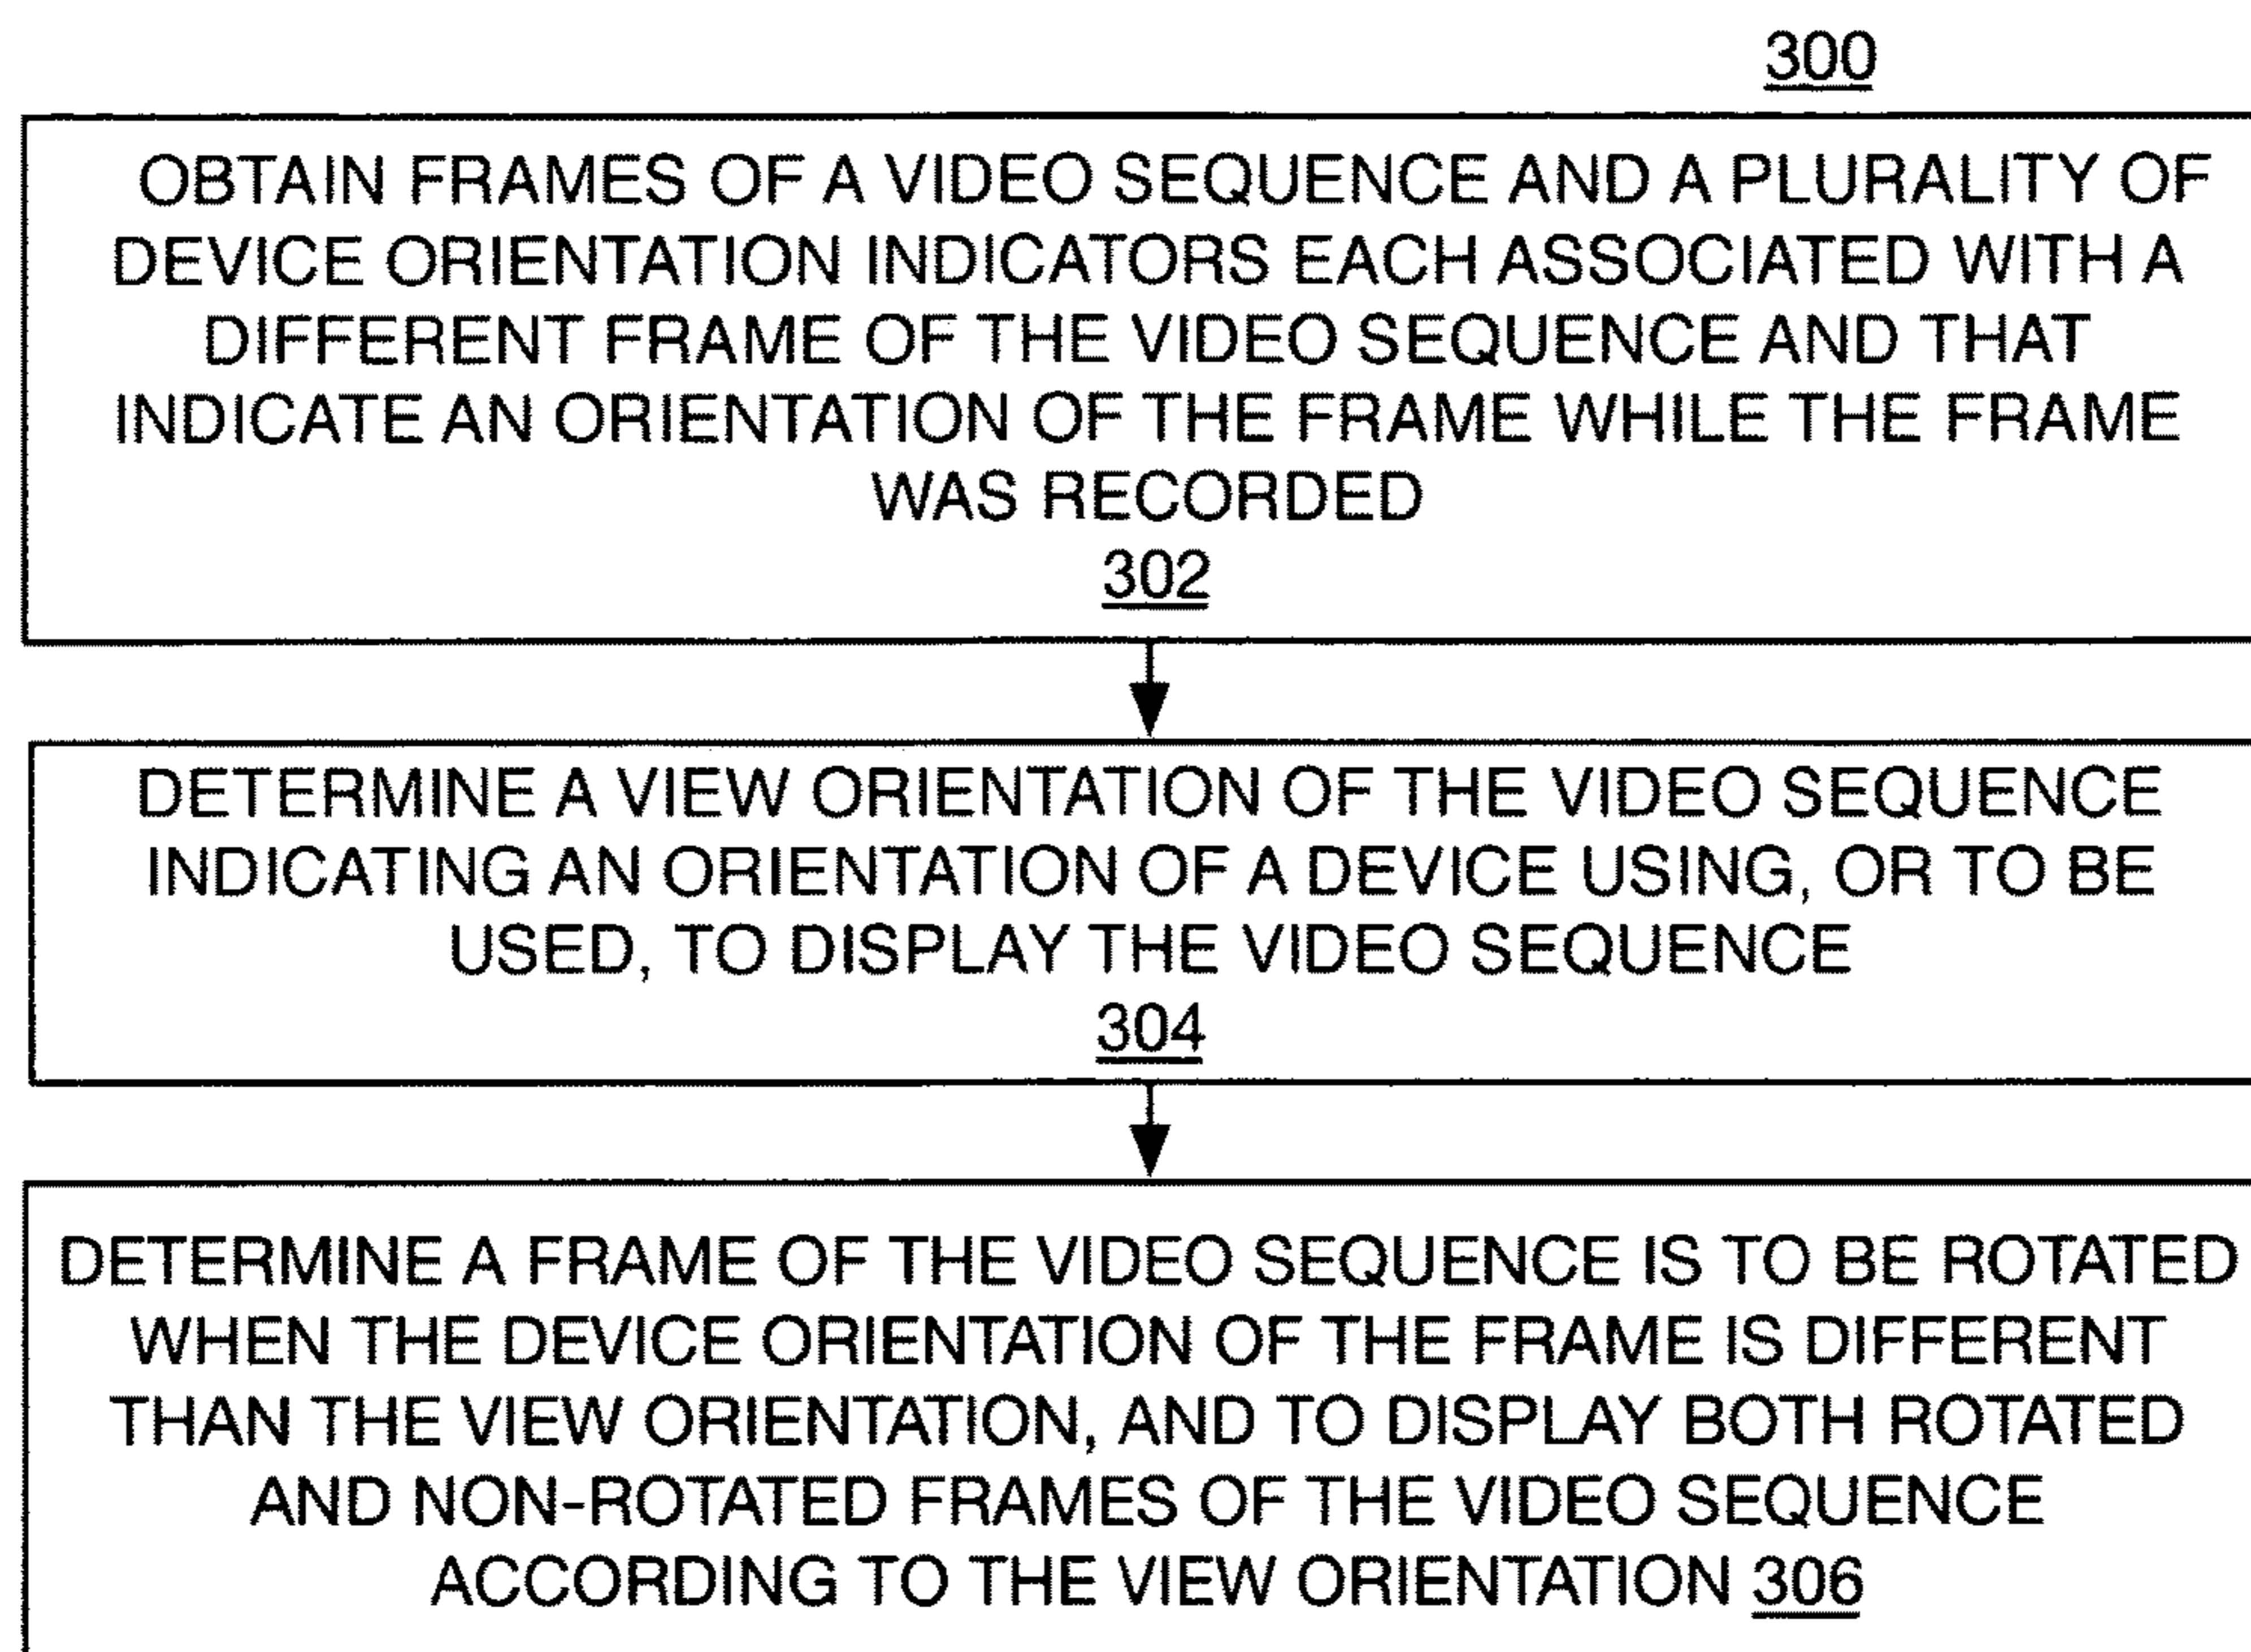 300
OBTAIN FRAMES OF A VIDEO SEQUENCE AND A PLURALITY OF
DEVICE ORIENTATION INDICATORS EACH ASSOCIATED WITH A
DIFFERENT FRAME OF THE VIDEO SEQUENCE AND THAT
INDICATE AN ORIENTATION OF THE FRAME WHILE THE FRAME
WAS RECORDED
302
DETERMINE A VIEW ORIENTATION OF THE VIDEO SEQUENCE
INDICATING AN ORIENTATION OF A DEVICE USING, OR TO BE
USED, TO DISPLAY THE VIDEO SEQUENCE
304
DETERMINE A FRAME OF THE VIDEO SEQUENCE IS TO BE ROTATED
WHEN THE DEVICE ORIENTATION OF THE FRAME IS DIFFERENT
THAN THE VIEW ORIENTATION, AND TO DISPLAY BOTH ROTATED
AND NON-ROTATED FRAMES OF THE VIDEO SEQUENCE
ACCORDING TO THE VIEW ORIENTATION 306